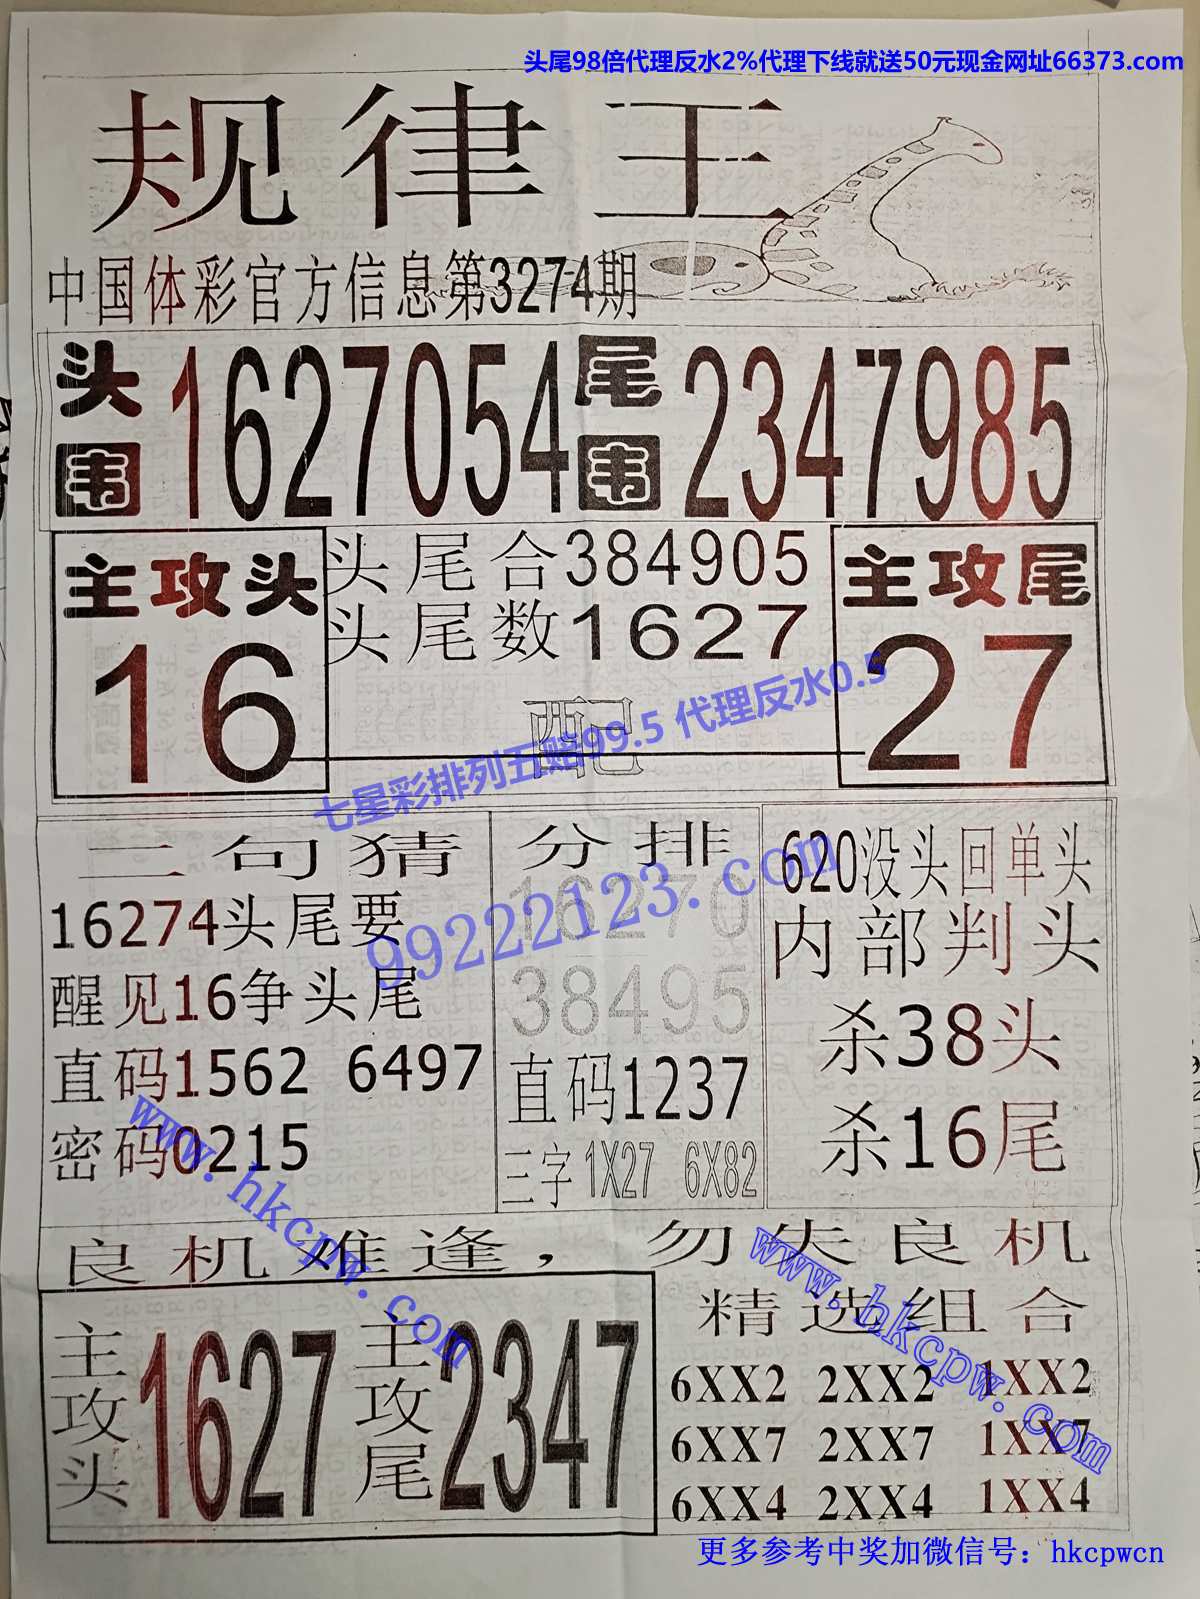 头尾98倍代理反水2%代理下线就送50元现金网址66373.com
规律王
中国体彩官方信息第3274期
头围 1627054 尾围 2347985
主攻头
16
头尾合384905
头尾数1627
配
主攻尾
27
七星彩排列五赔99.5 代理反水0.5
99222123.com
二句猜
16274头尾要
醒见16争头尾
直码1562 6497
密码0215
分排
16270
38495
直码1237
三字 1X27 6X82
620没头回单头
内部判头
杀38头
杀16尾
www.hkcpw.com
www.hkcpw.com
良机难逢，勿失良机
主攻头 1627 主攻尾 2347
精选组合
6XX2 2XX2 1XX2
6XX7 2XX7 1XX7
6XX4 2XX4 1XX4
更多参考中奖加微信号：hkcpwcn